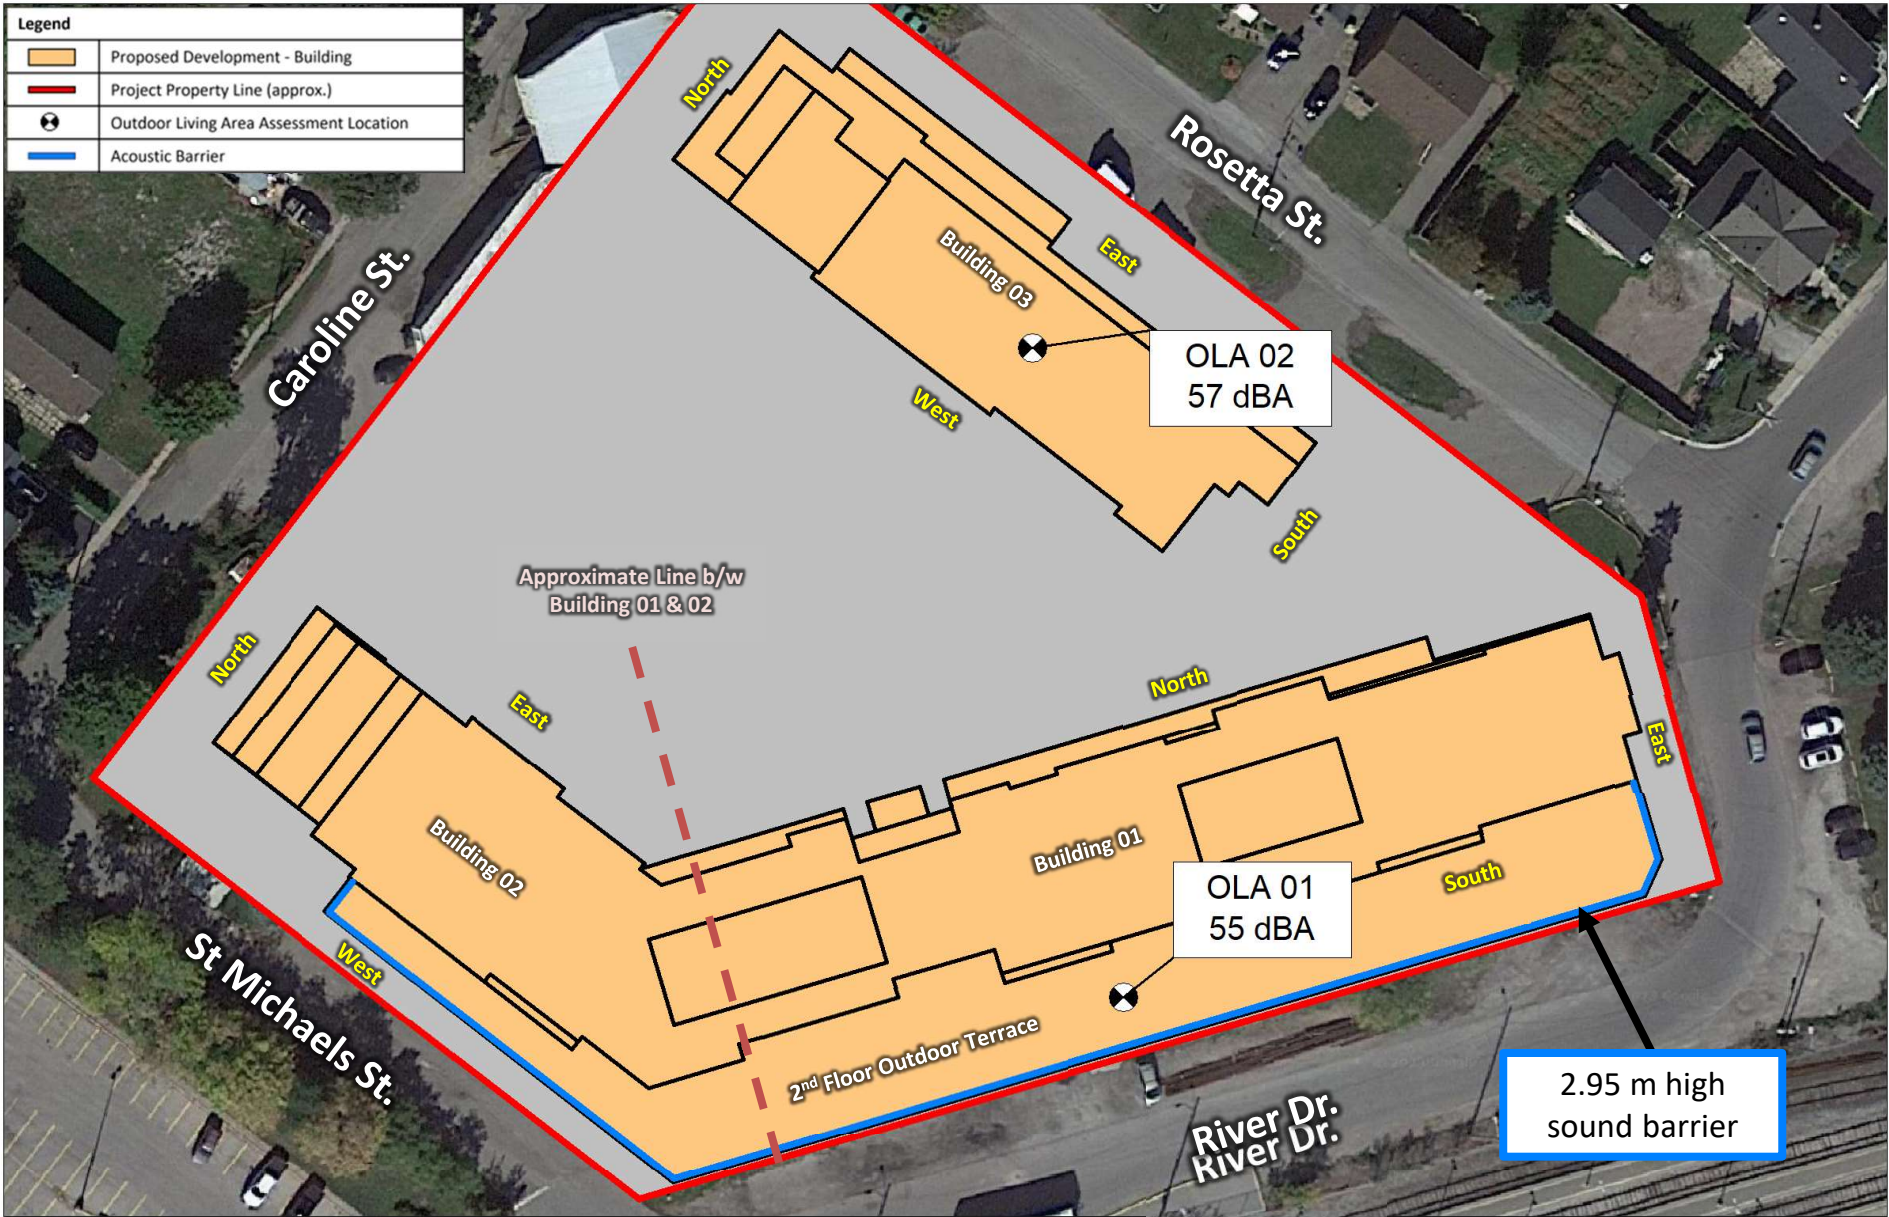 Legend
Proposed Development - Building
Project Property Line (approx.)
Outdoor Living Area Assessment Location
Acoustic Barrier
North
Rosetta St.
East
Building 03
Caroline St.
OLA 02
57 dBA
West
South
Approximate Line b/w
Building 01 & 02
North
East
North
East
Building 02
Building 01
South
OLA 01
55 dBA
West
St Michaels St.
2nd Floor Outdoor Terrace
2.95 m high
sound barrier
River Dr.
River Dr.